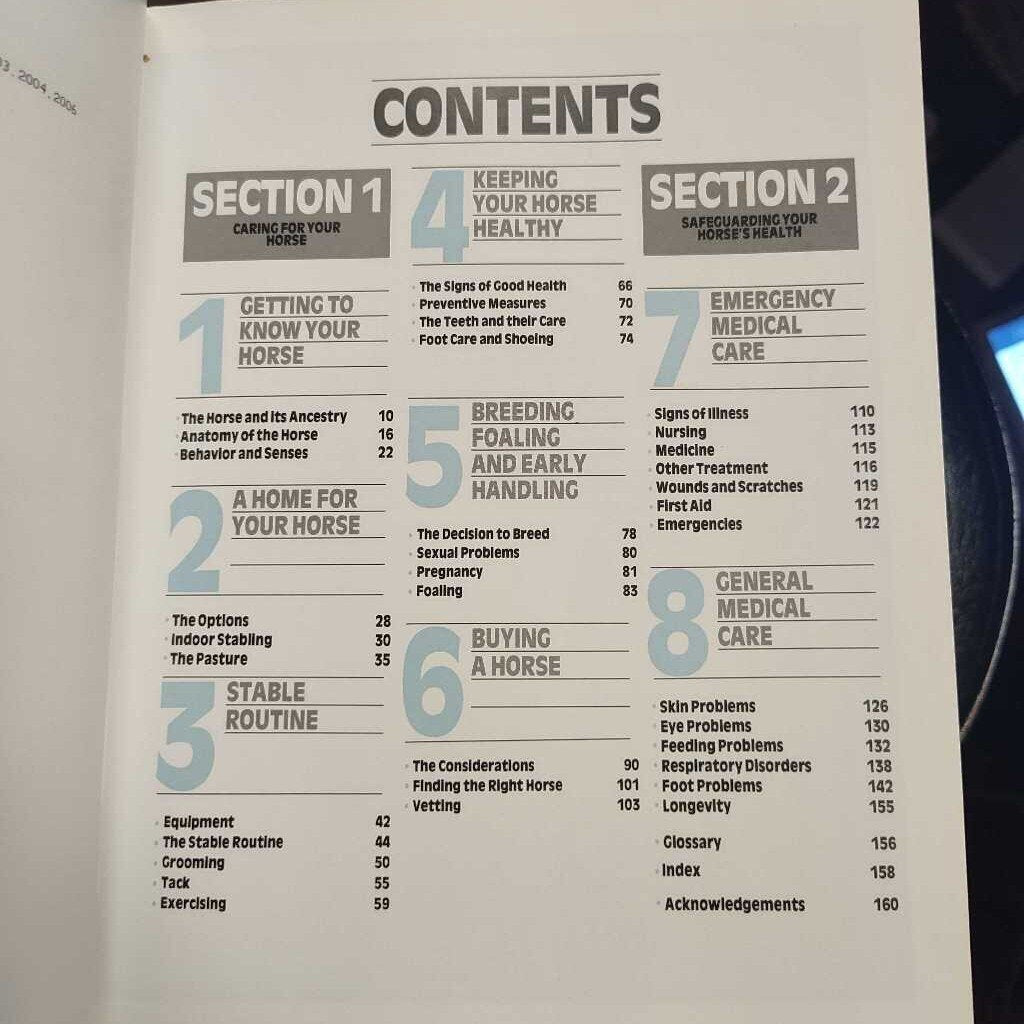 2004 . 2006
CONTENTS
SECTION 1
CARING FOR YOUR
HORSE
1
GETTING TO
KNOW YOUR
HORSE
The Horse and its Ancestry 10
Anatomy of the Horse 16
Behavior and Senses 22
2
A HOME FOR
YOUR HORSE
The Options 28
Indoor Stabling 30
The Pasture 35
3
STABLE
ROUTINE
Equipment 42
The Stable Routine 44
Grooming 50
Tack 55
Exercising 59
4
KEEPING
YOUR HORSE
HEALTHY
The Signs of Good Health 66
Preventive Measures 70
The Teeth and their Care 72
Foot Care and Shoeing 74
5
BREEDING
FOALING
AND EARLY
HANDLING
The Decision to Breed 78
Sexual Problems 80
Pregnancy 81
Foaling 83
6
BUYING
A HORSE
The Considerations 90
Finding the Right Horse 101
Vetting 103
SECTION 2
SAFEGUARDING YOUR
HORSE'S HEALTH
7
EMERGENCY
MEDICAL
CARE
Signs of Illness 110
Nursing 113
Medicine 115
Other Treatment 116
Wounds and Scratches 119
First Aid 121
Emergencies 122
8
GENERAL
MEDICAL
CARE
Skin Problems 126
Eye Problems 130
Feeding Problems 132
Respiratory Disorders 138
Foot Problems 142
Longevity 155
Glossary 156
Index 158
Acknowledgements 160